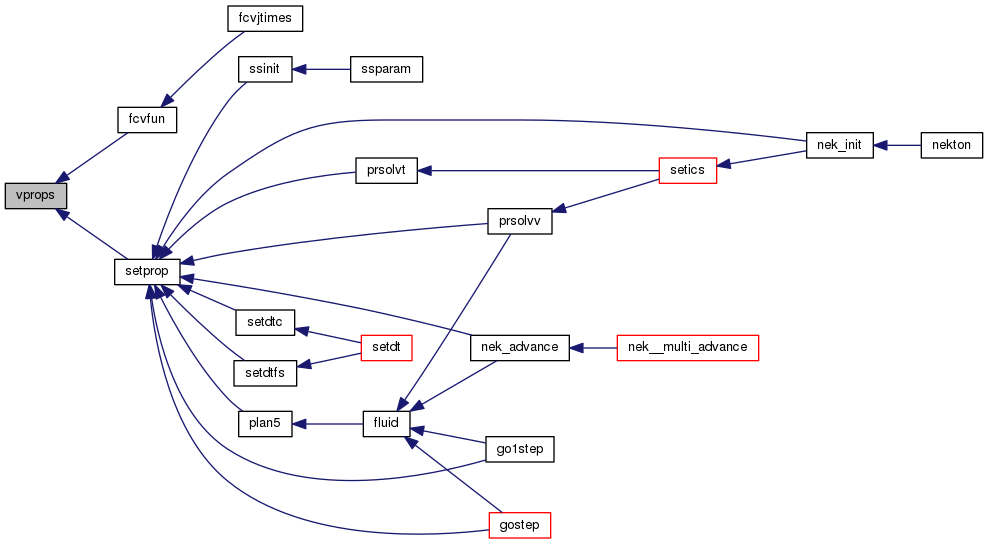 fcvjtimes
ssinit
ssparam
fcvfun
nek_init
nekton
prsolvt
setics
vprops
prsolvv
setprop
setdtc
setdt
nek_advance
nek__multi_advance
setdtfs
plan5
fluid
go1step
gostep